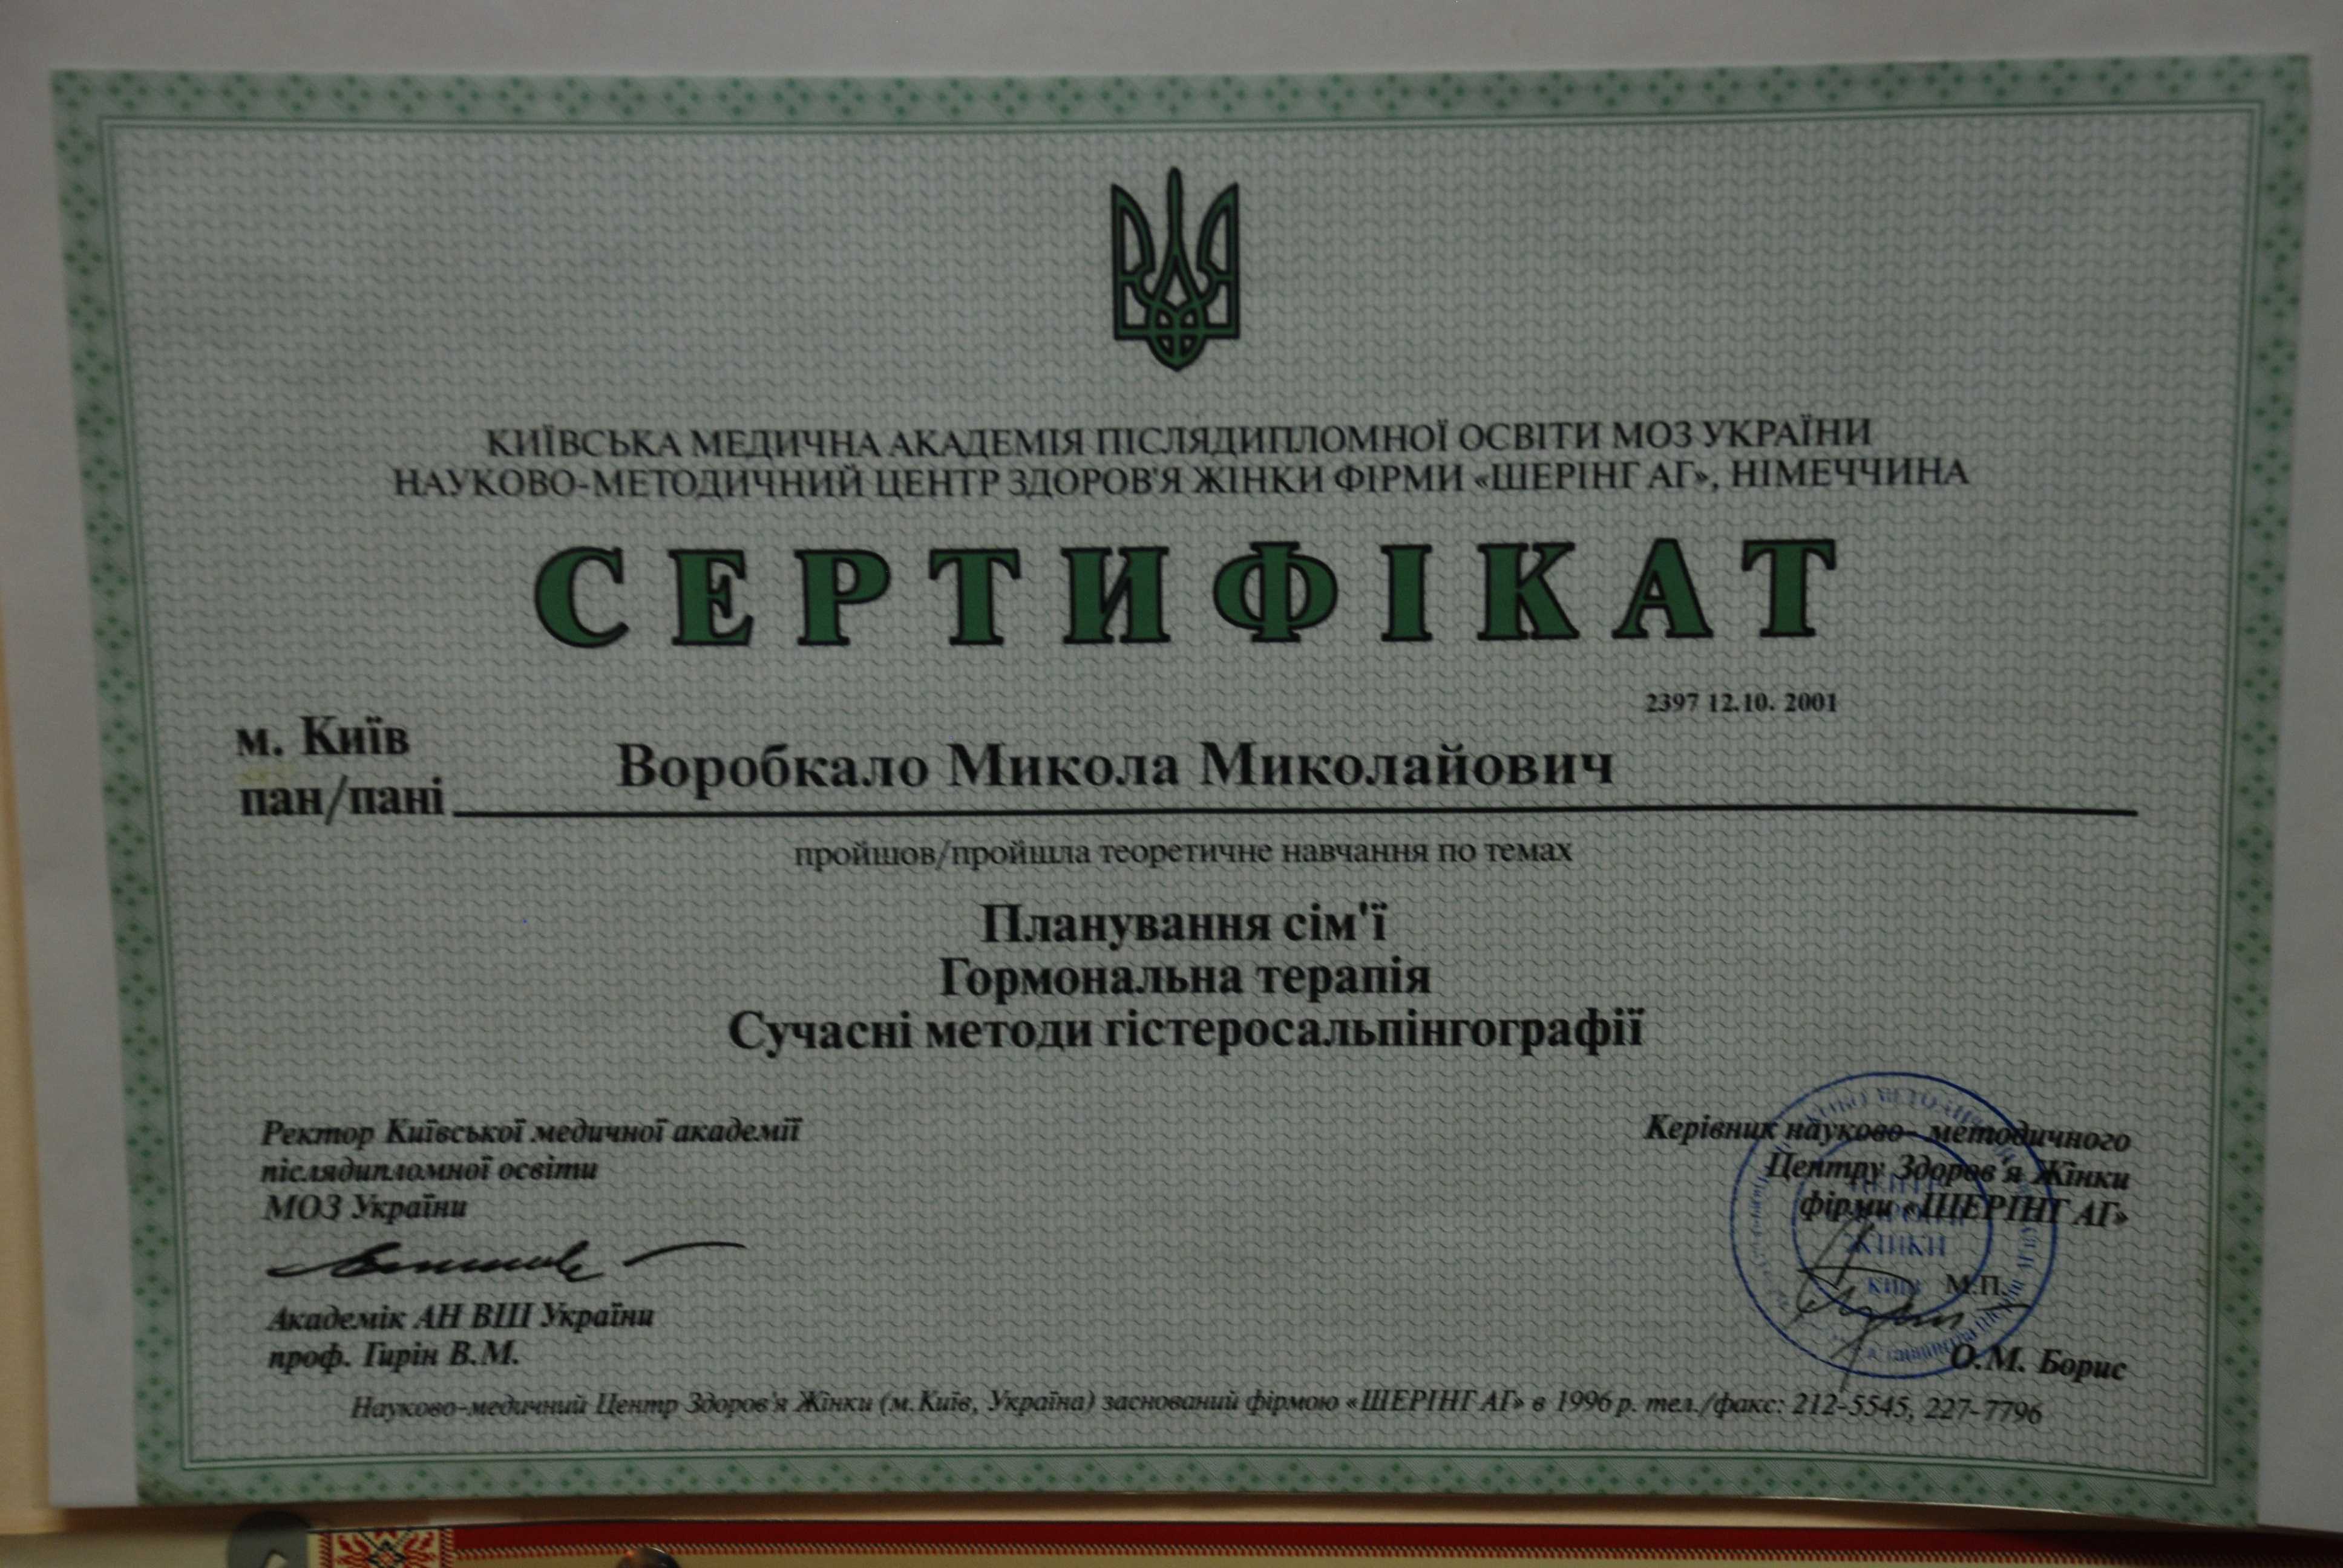 КИЇВСЬКА МЕДИЧНА АКАДЕМІЯ ПІСЛЯДИПЛОМНОЇ ОСВІТИ МОЗ УКРАЇНИ
НАУКОВО-МЕТОДИЧНИЙ ЦЕНТР ЗДОРОВ'Я ЖІНКИ ФІРМИ «ШЕРІНГ АГ», НІМЕЧЧИНА
СЕРТИФІКАТ
2397 12.10. 2001
м. Київ
пан/пані Воробкало Микола Миколайович
пройшов/пройшла теоретичне навчання по темах
Планування сім'ї
Гормональна терапія
Сучасні методи гістеросальпінгографії
Ректор Київської медичної академії
післядипломної освіти
МОЗ України
Академік АН ВШ України
проф. Гирін В.М.
Керівник науково- методичного
Центру Здоров'я Жінки
фірми «ШЕРІНГ АГ»
ЖІНКИ
КИЇВ
М.П.
О.М. Борис
Науково-медичний Центр Здоров'я Жінки (м.Київ, Україна) заснований фірмою «ШЕРІНГ АГ» в 1996 р. тел./факс: 212-5545, 227-7796